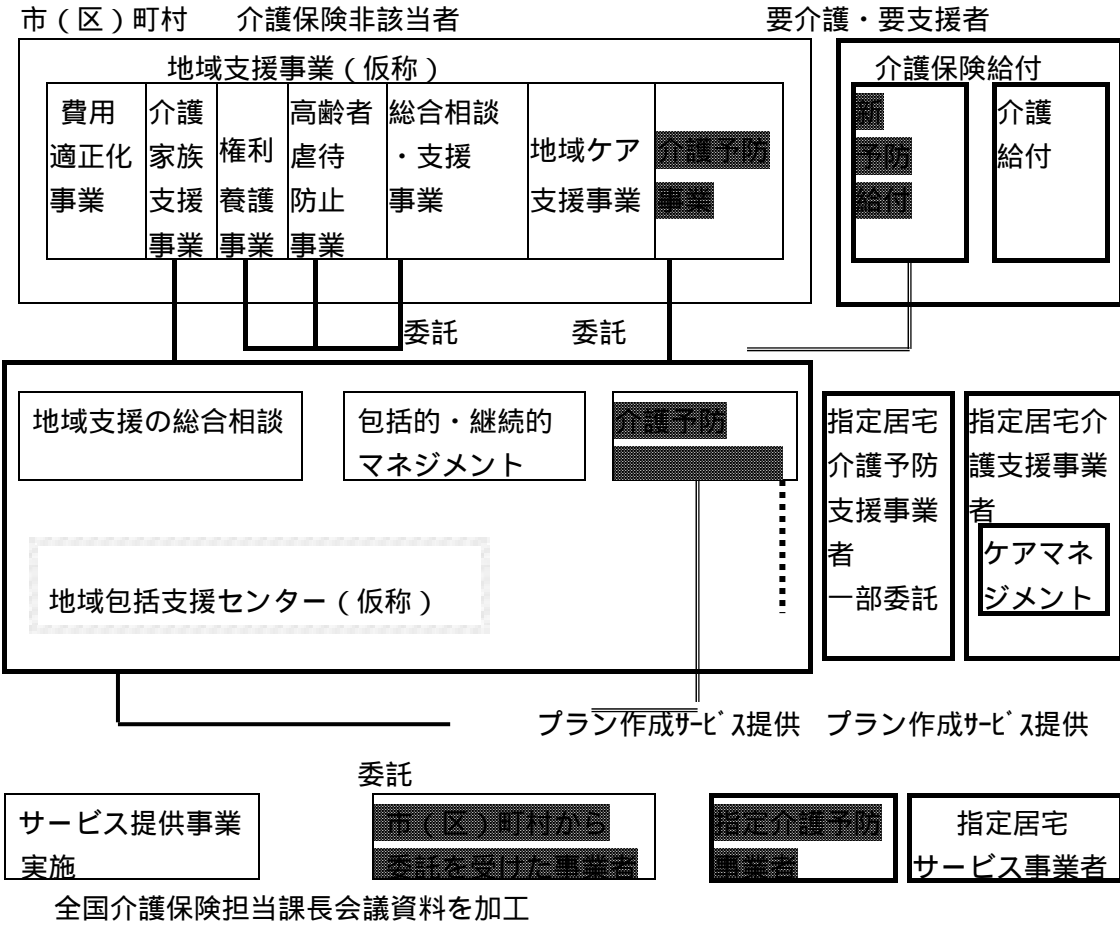 市（区）町村　介護保険非該当者　要介護・要支援者
地域支援事業（仮称）
費用
適正化
事業
介護
家族
支援
事業
権利
養護
事業
高齢者
虐待
防止
事業
総合相談
・支援
事業
地域ケア
支援事業
介護予防
事業
介護保険給付
新
予防
給付
介護
給付
委託　委託
地域支援の総合相談
包括的・継続的
マネジメント
介護予防
地域包括支援センター（仮称）
指定居宅
介護予防
支援事業
者
一部委託
指定居宅介
護支援事業
者
ケアマネ
ジメント
プラン作成ｻｰﾋﾞｽ提供　プラン作成ｻｰﾋﾞｽ提供
委託
サービス提供事業
実施
市（区）町村から
委託を受けた事業者
指定介護予防
事業者
指定居宅
サービス事業者
全国介護保険担当課長会議資料を加工